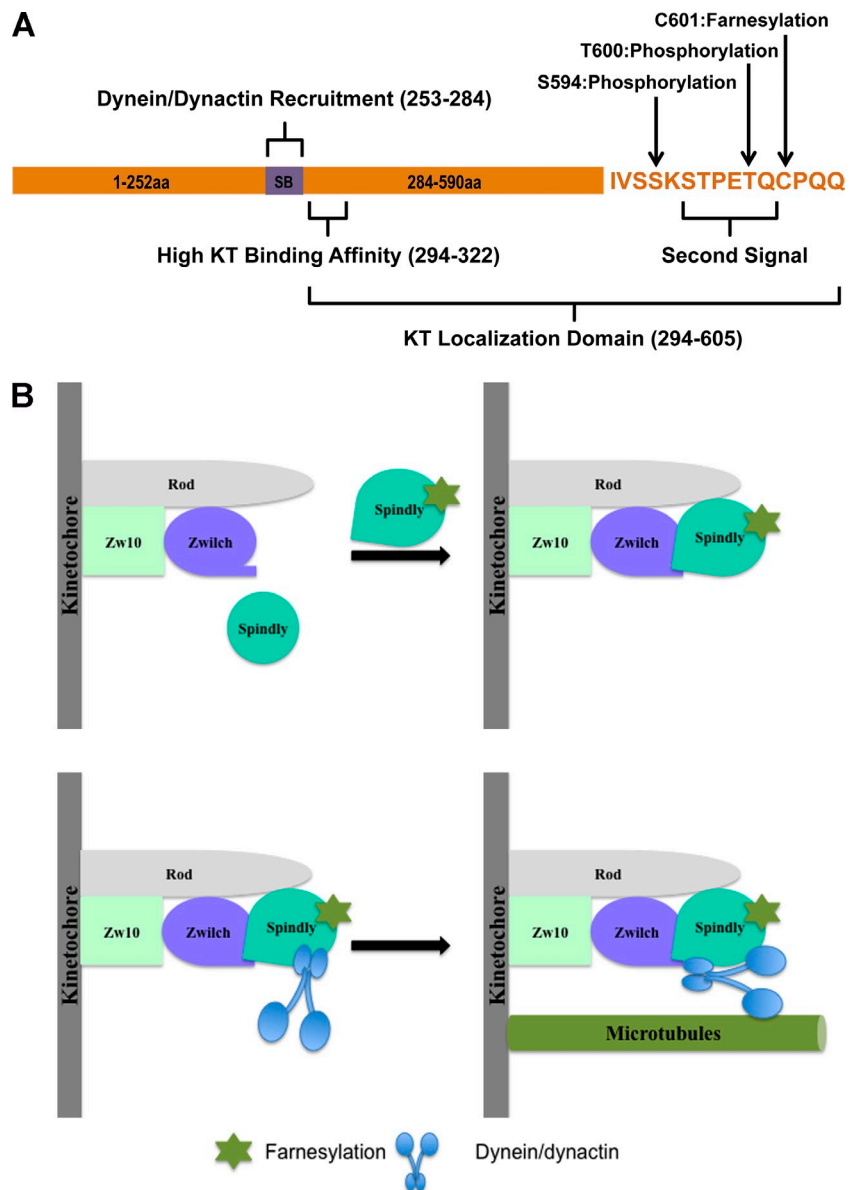 A
C601:Farnesylation
T600:Phosphorylation
S594:Phosphorylation
Dynein/Dynactin Recruitment (253-284)
1-252aa SB 284-590aa IVSSKSTPETQCPQQ
High KT Binding Affinity (294-322) Second Signal
KT Localization Domain (294-605)
B
Kinetochore
Rod
Zw10
Zwilch
Spindly
Spindly
Kinetochore
Rod
Zw10
Zwilch
Spindly
Kinetochore
Rod
Zw10
Zwilch
Spindly
Kinetochore
Rod
Zw10
Zwilch
Spindly
Microtubules
Farnesylation Dynein/dynactin